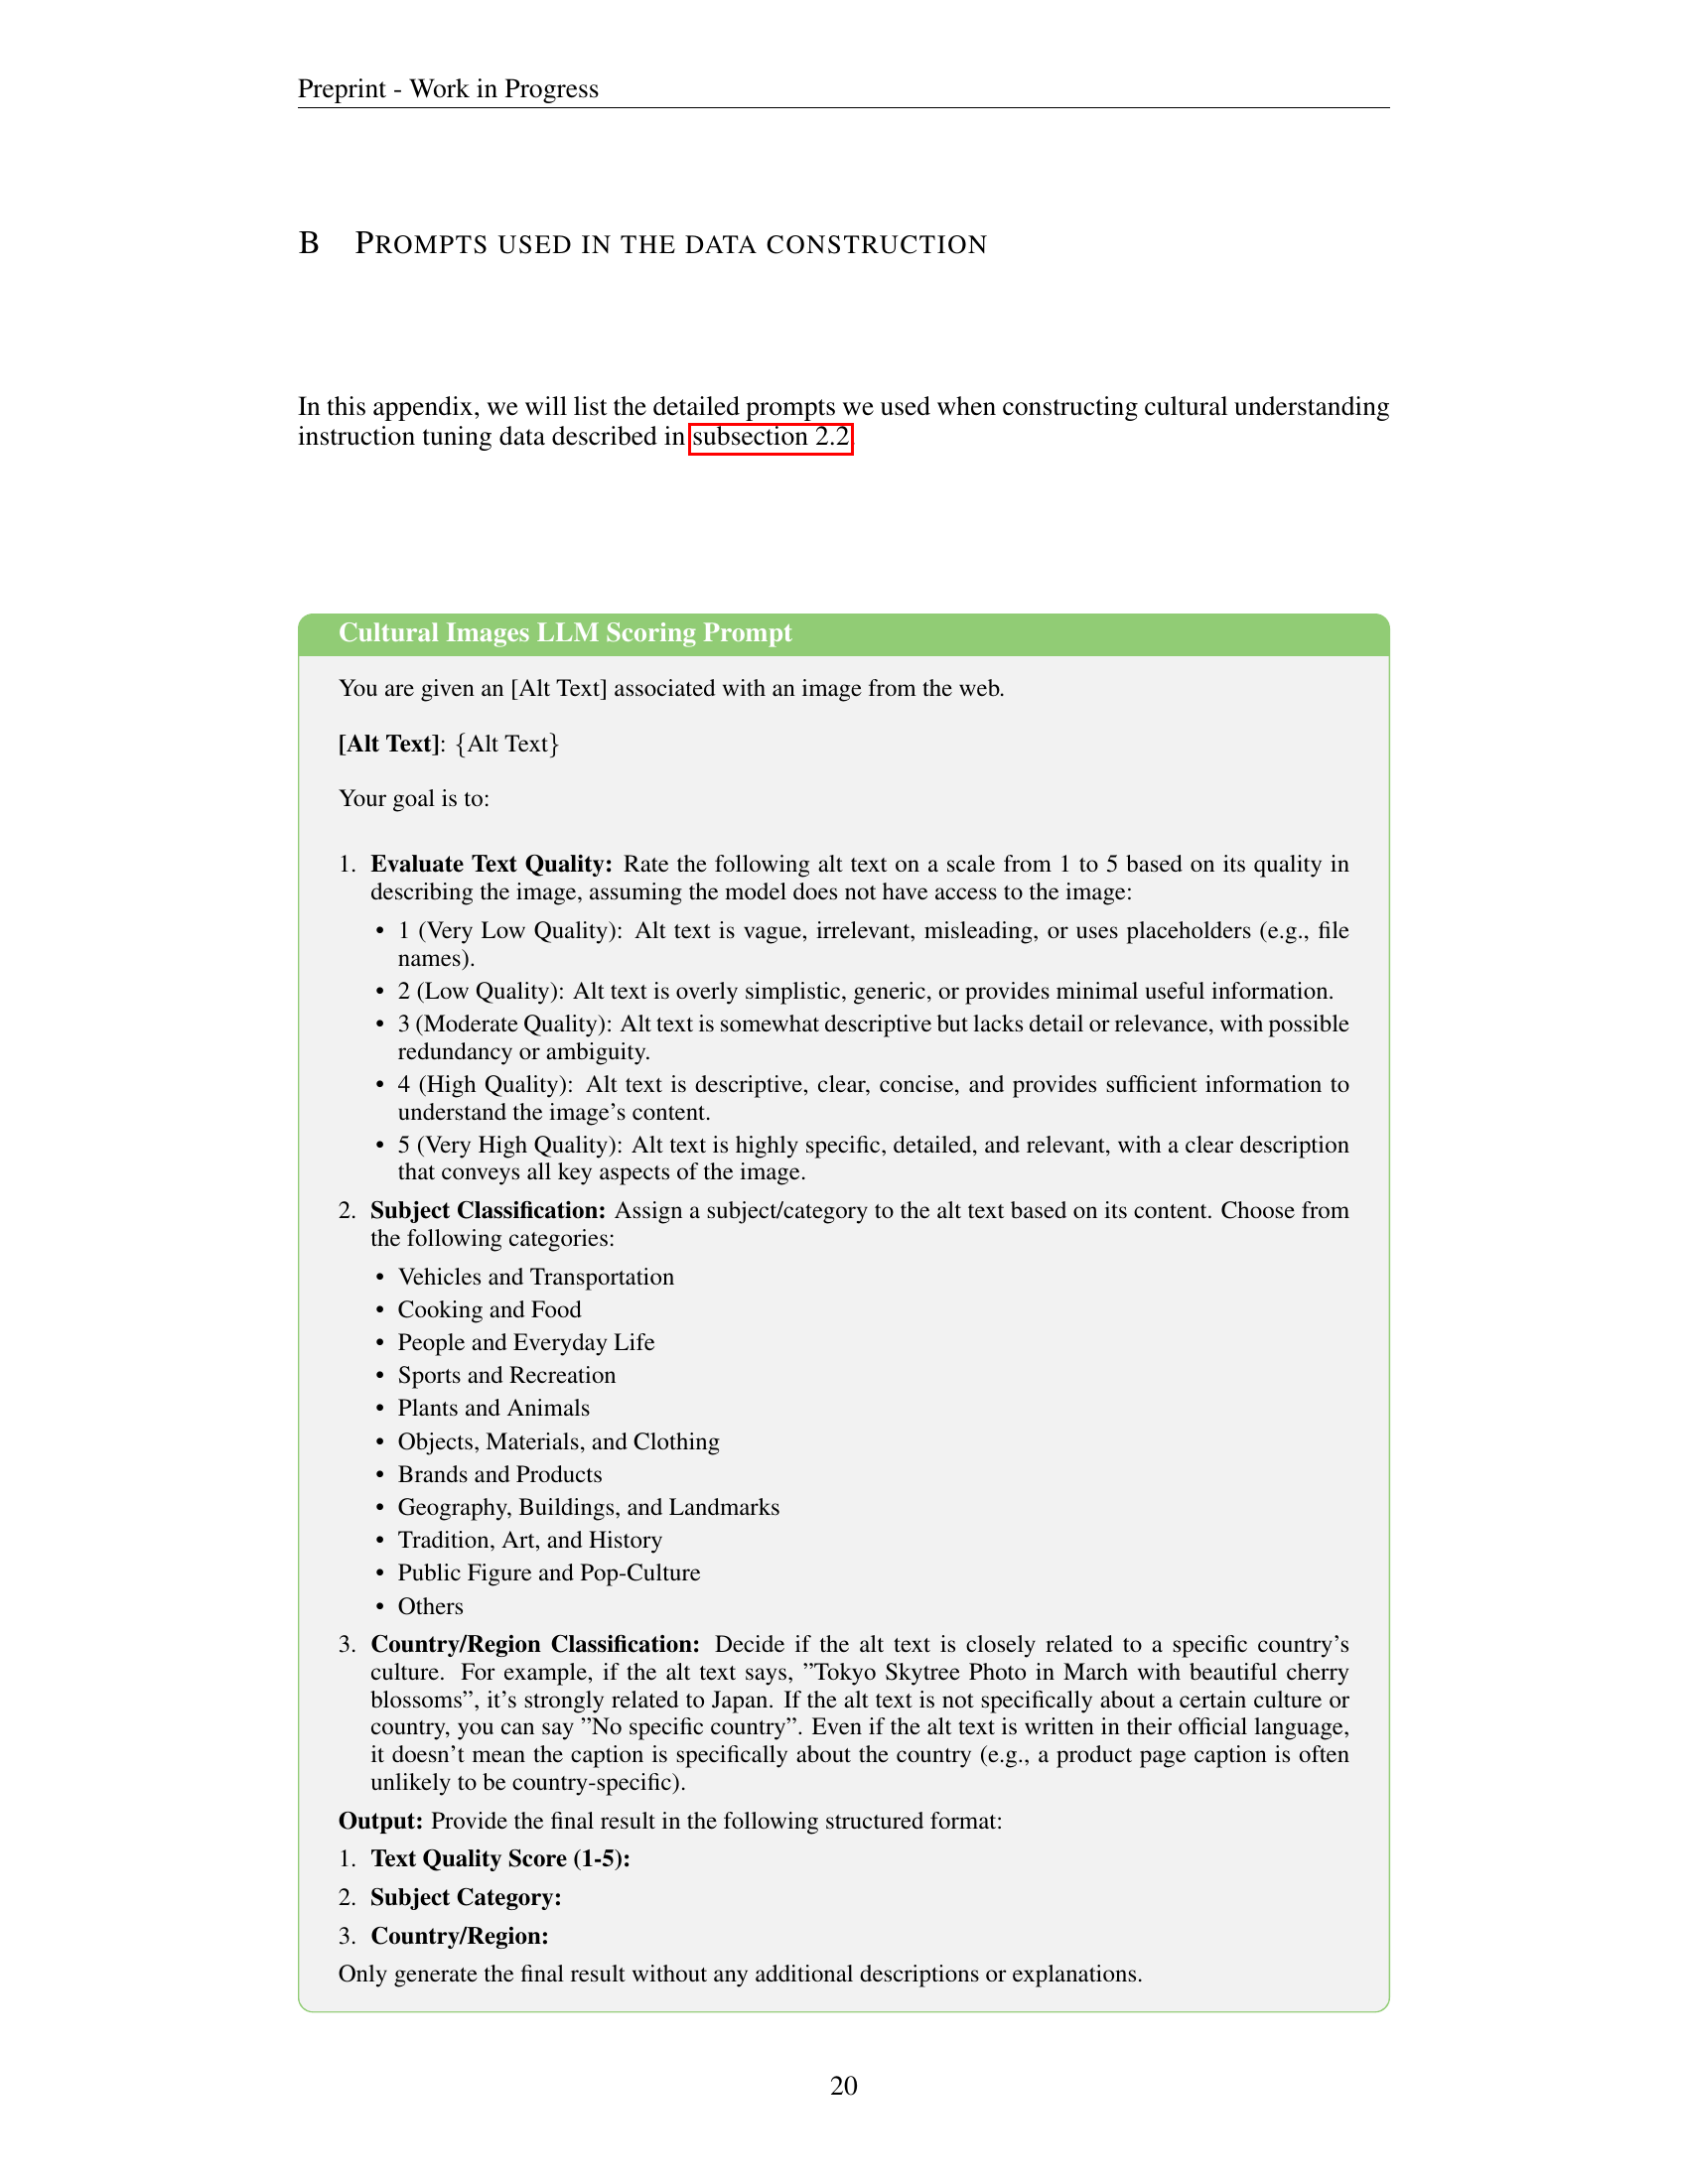 Preprint - Work in Progress
B PROMPTS USED IN THE DATA CONSTRUCTION
In this appendix, we will list the detailed prompts we used when constructing cultural understanding
instruction tuning data described in subsection 2.2.
Cultural Images LLM Scoring Prompt
You are given an [Alt Text] associated with an image from the web.
[Alt Text]: {Alt Text}
Your goal is to:
1. Evaluate Text Quality: Rate the following alt text on a scale from 1 to 5 based on its quality in
describing the image, assuming the model does not have access to the image:
• 1 (Very Low Quality): Alt text is vague, irrelevant, misleading, or uses placeholders (e.g., file
names).
• 2 (Low Quality): Alt text is overly simplistic, generic, or provides minimal useful information.
• 3 (Moderate Quality): Alt text is somewhat descriptive but lacks detail or relevance, with possible
redundancy or ambiguity.
• 4 (High Quality): Alt text is descriptive, clear, concise, and provides sufficient information to
understand the image's content.
• 5 (Very High Quality): Alt text is highly specific, detailed, and relevant, with a clear description
that conveys all key aspects of the image.
2. Subject Classification: Assign a subject/category to the alt text based on its content. Choose from
the following categories:
• Vehicles and Transportation
• Cooking and Food
• People and Everyday Life
• Sports and Recreation
• Plants and Animals
• Objects, Materials, and Clothing
• Brands and Products
• Geography, Buildings, and Landmarks
• Tradition, Art, and History
• Public Figure and Pop-Culture
• Others
3. Country/Region Classification: Decide if the alt text is closely related to a specific country's
culture. For example, if the alt text says, ”Tokyo Skytree Photo in March with beautiful cherry
blossoms”, it's strongly related to Japan. If the alt text is not specifically about a certain culture or
country, you can say ”No specific country”. Even if the alt text is written in their official language,
it doesn't mean the caption is specifically about the country (e.g., a product page caption is often
unlikely to be country-specific).
Output: Provide the final result in the following structured format:
1. Text Quality Score (1-5):
2. Subject Category:
3. Country/Region:
Only generate the final result without any additional descriptions or explanations.
20